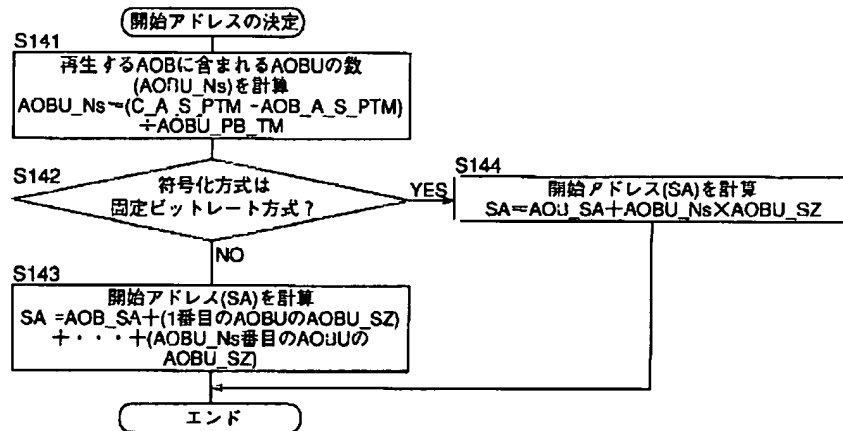 開始アドレスの決定
S141
再生するAOBに含まれるAOBUの数
(AOBU_Ns)を計算
AOBU_Ns=(C_A_S_PTM -AOB_A_S_PTM)
÷AOBU_PB_TM
S142
符号化方式は
固定ビットレート方式?
YES
NO
S144
開始アドレス(SA)を計算
SA=AOB_SA+AOBU_Ns×AOBU_SZ
S143
開始アドレス(SA)を計算
SA =AOB_SA+(1番目のAOBUのAOBU_SZ)
+・・・+(AOBU_Ns番目のAOBUの
AOBU_SZ)
エンド